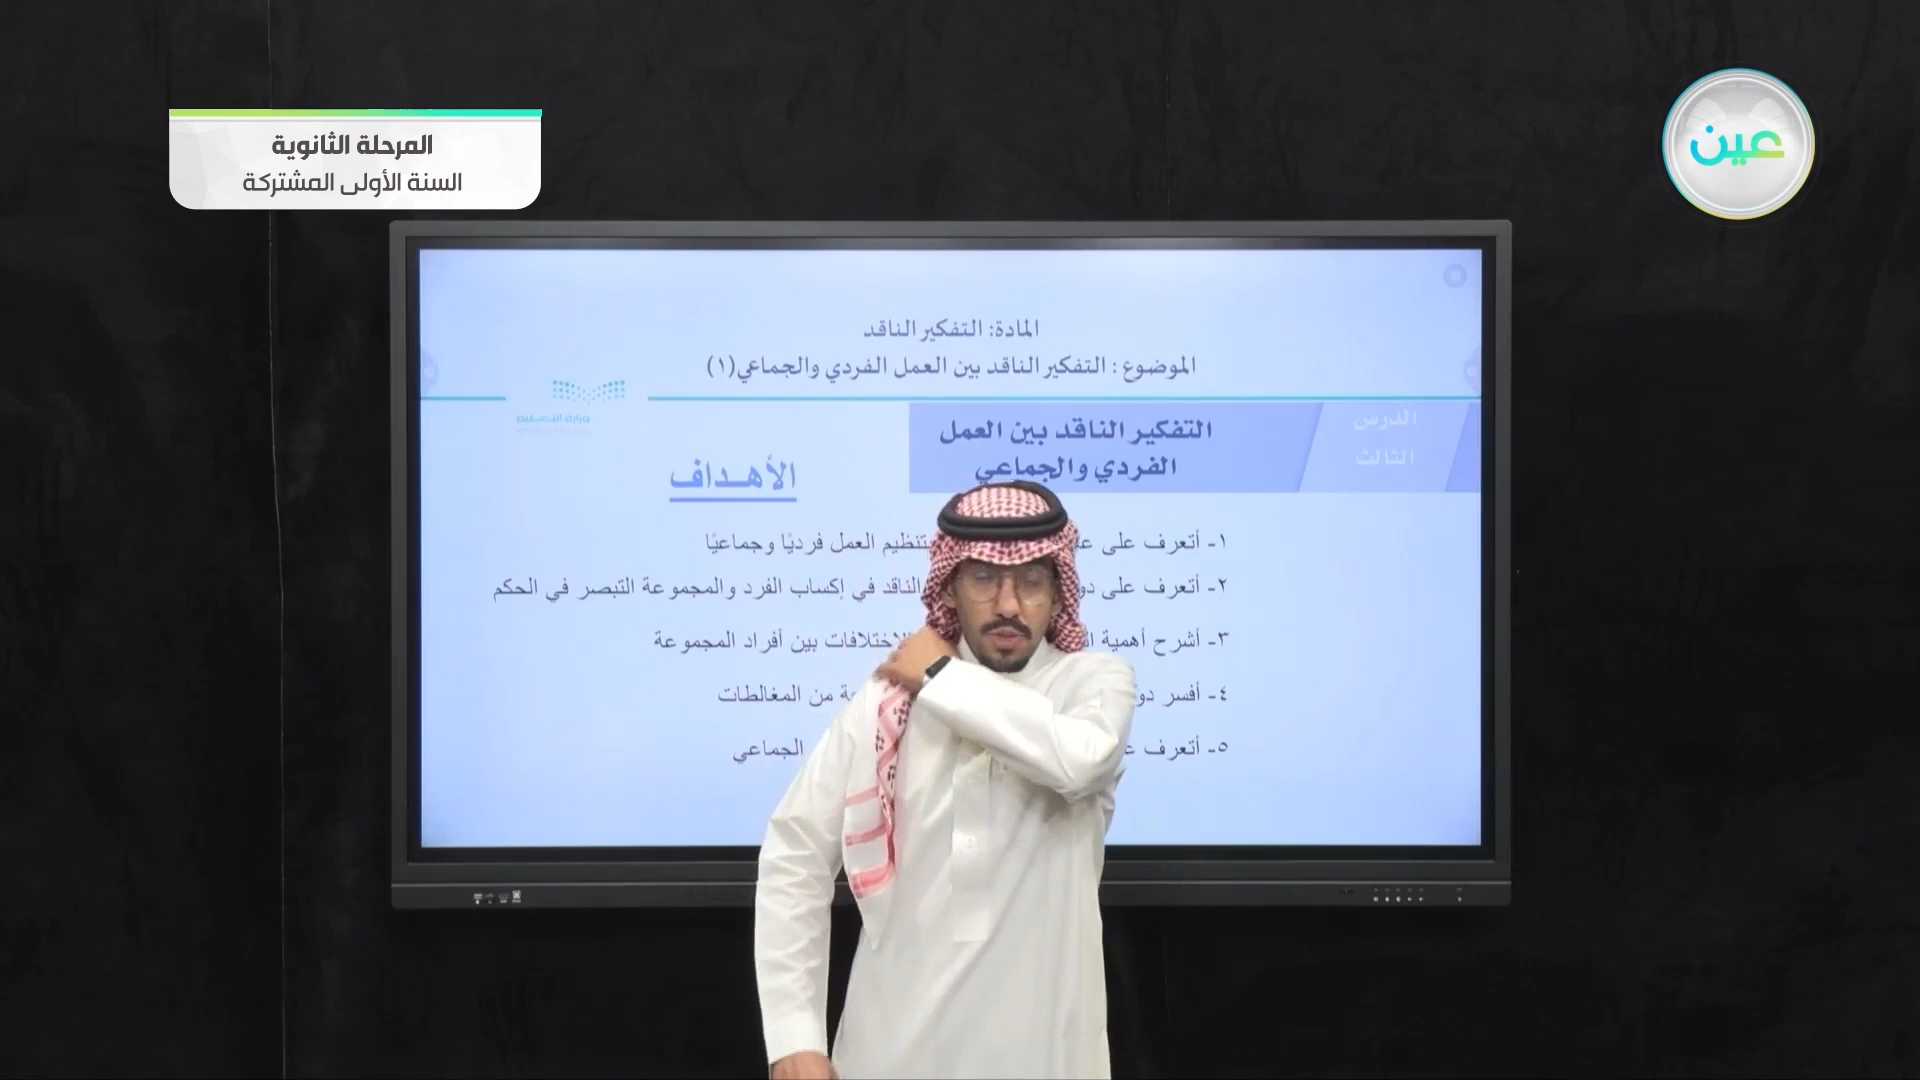 المرحلة الثانوية
السنة الأولى المشتركة
عين
المادة: التفكير الناقد
الموضوع : التفكير الناقد بين العمل الفردي والجماعي(١)
وزارة التعليم
الدرس
الثالث
التفكير الناقد بين العمل
الفردي والجماعي
الأهداف
١- أتعرف على تنظيم العمل فرديًا وجماعيًا
٢- أتعرف على الناقد في إكساب الفرد والمجموعة التبصر في الحكم
٣- أشرح أهمية الاختلافات بين أفراد المجموعة
٤- أفسر من المغالطات
٥- أتعرف الجماعي